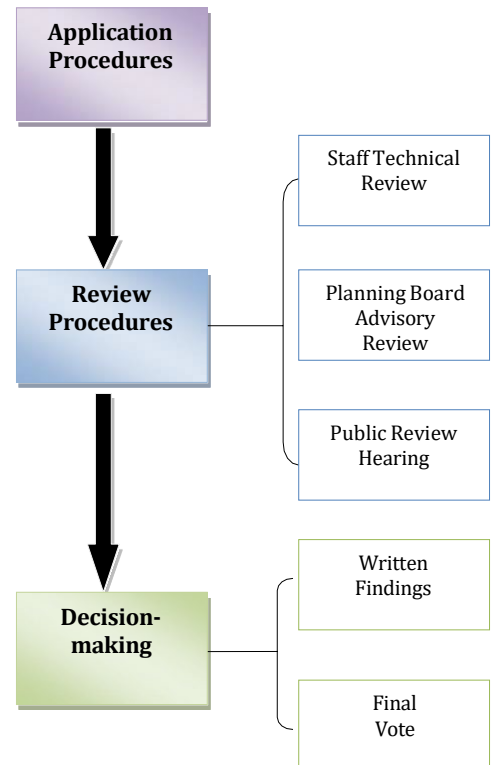 Application
Procedures
Staff Technical
Review
Review
Procedures
Planning Board
Advisory
Review
Public Review
Hearing
Written
Findings
Decision-
making
Final
Vote